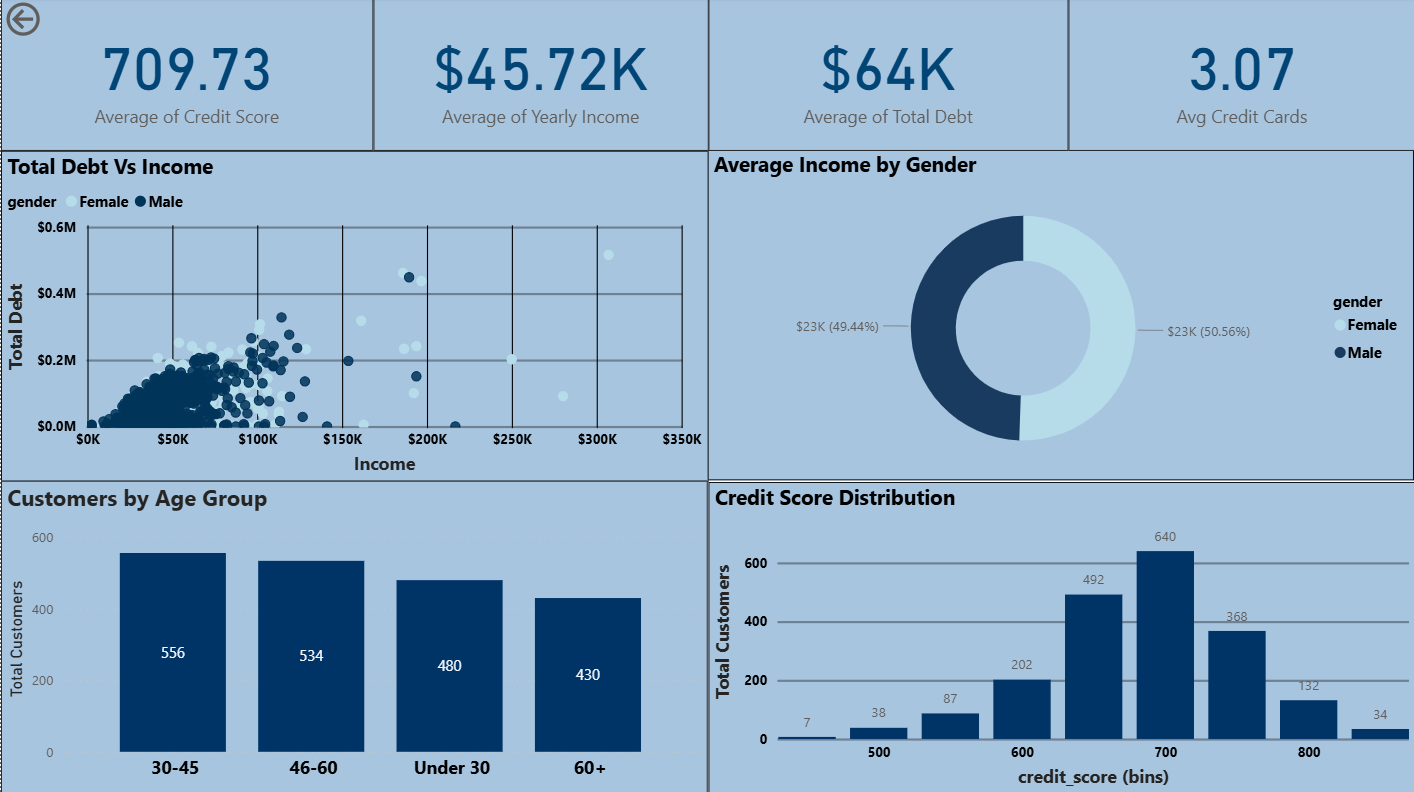 709.73
Average of Credit Score
$45.72K
Average of Yearly Income
$64K
Average of Total Debt
3.07
Avg Credit Cards
Total Debt Vs Income
gender Female Male
$0.6M
$0.4M
$0.2M
$0.0M
Total Debt
$0K $50K $100K $150K $200K $250K $300K $350K
Income
Average Income by Gender
$23K (49.44%)
$23K (50.56%)
gender
Female
Male
Customers by Age Group
600
400
200
0
Total Customers
556 534 480 430
30-45 46-60 Under 30 60+
Credit Score Distribution
600
400
200
0
Total Customers
7 38 87 202 492 640 368 132 34
500 600 700 800
credit_score (bins)